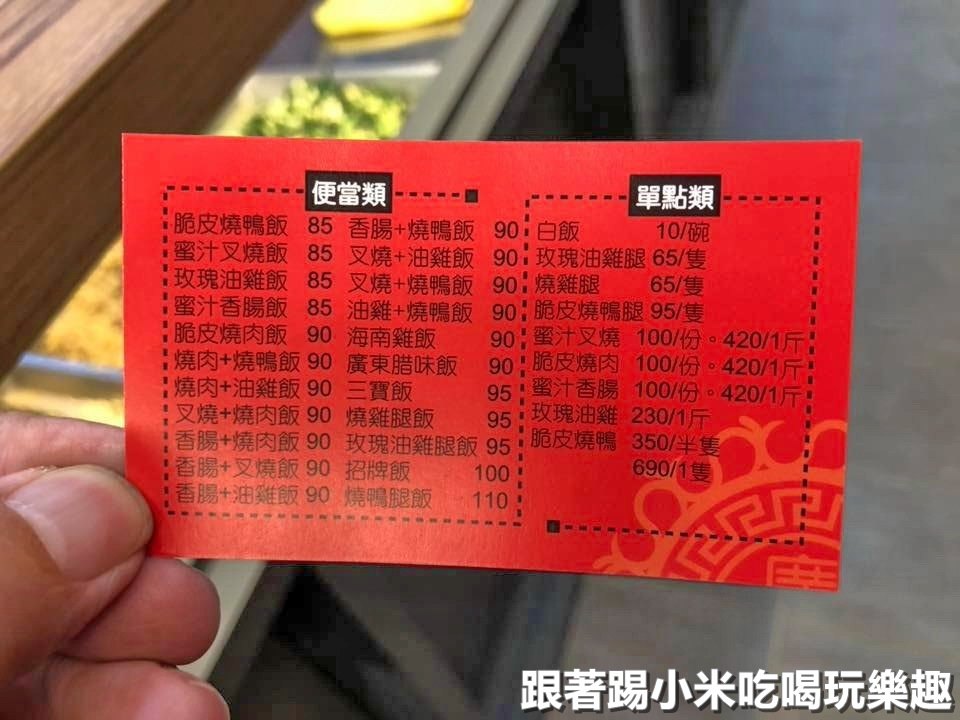 便當類
脆皮燒鴨飯 85
蜜汁叉燒飯 85
玫瑰油雞飯 85
蜜汁香腸飯 85
脆皮燒肉飯 90
燒肉+燒鴨飯 90
燒肉+油雞飯 90
叉燒+燒肉飯 90
香腸+燒肉飯 90
香腸+叉燒飯 90
香腸+油雞飯 90
香腸+燒鴨飯 90
叉燒+油雞飯 90
叉燒+燒鴨飯 90
油雞+燒鴨飯 90
海南雞飯 90
廣東腊味飯 90
三寶飯 95
燒雞腿飯 95
玫瑰油雞腿飯 95
招牌飯 100
燒鴨腿飯 110
單點類
白飯 10/碗
玫瑰油雞腿 65/隻
燒雞腿 65/隻
脆皮燒鴨腿 95/隻
蜜汁叉燒 100/份。420/1斤
脆皮燒肉 100/份。420/1斤
蜜汁香腸 100/份。420/1斤
玫瑰油雞 230/1斤
脆皮燒鴨 350/半隻
690/1隻
跟著踢小米吃喝玩樂趣